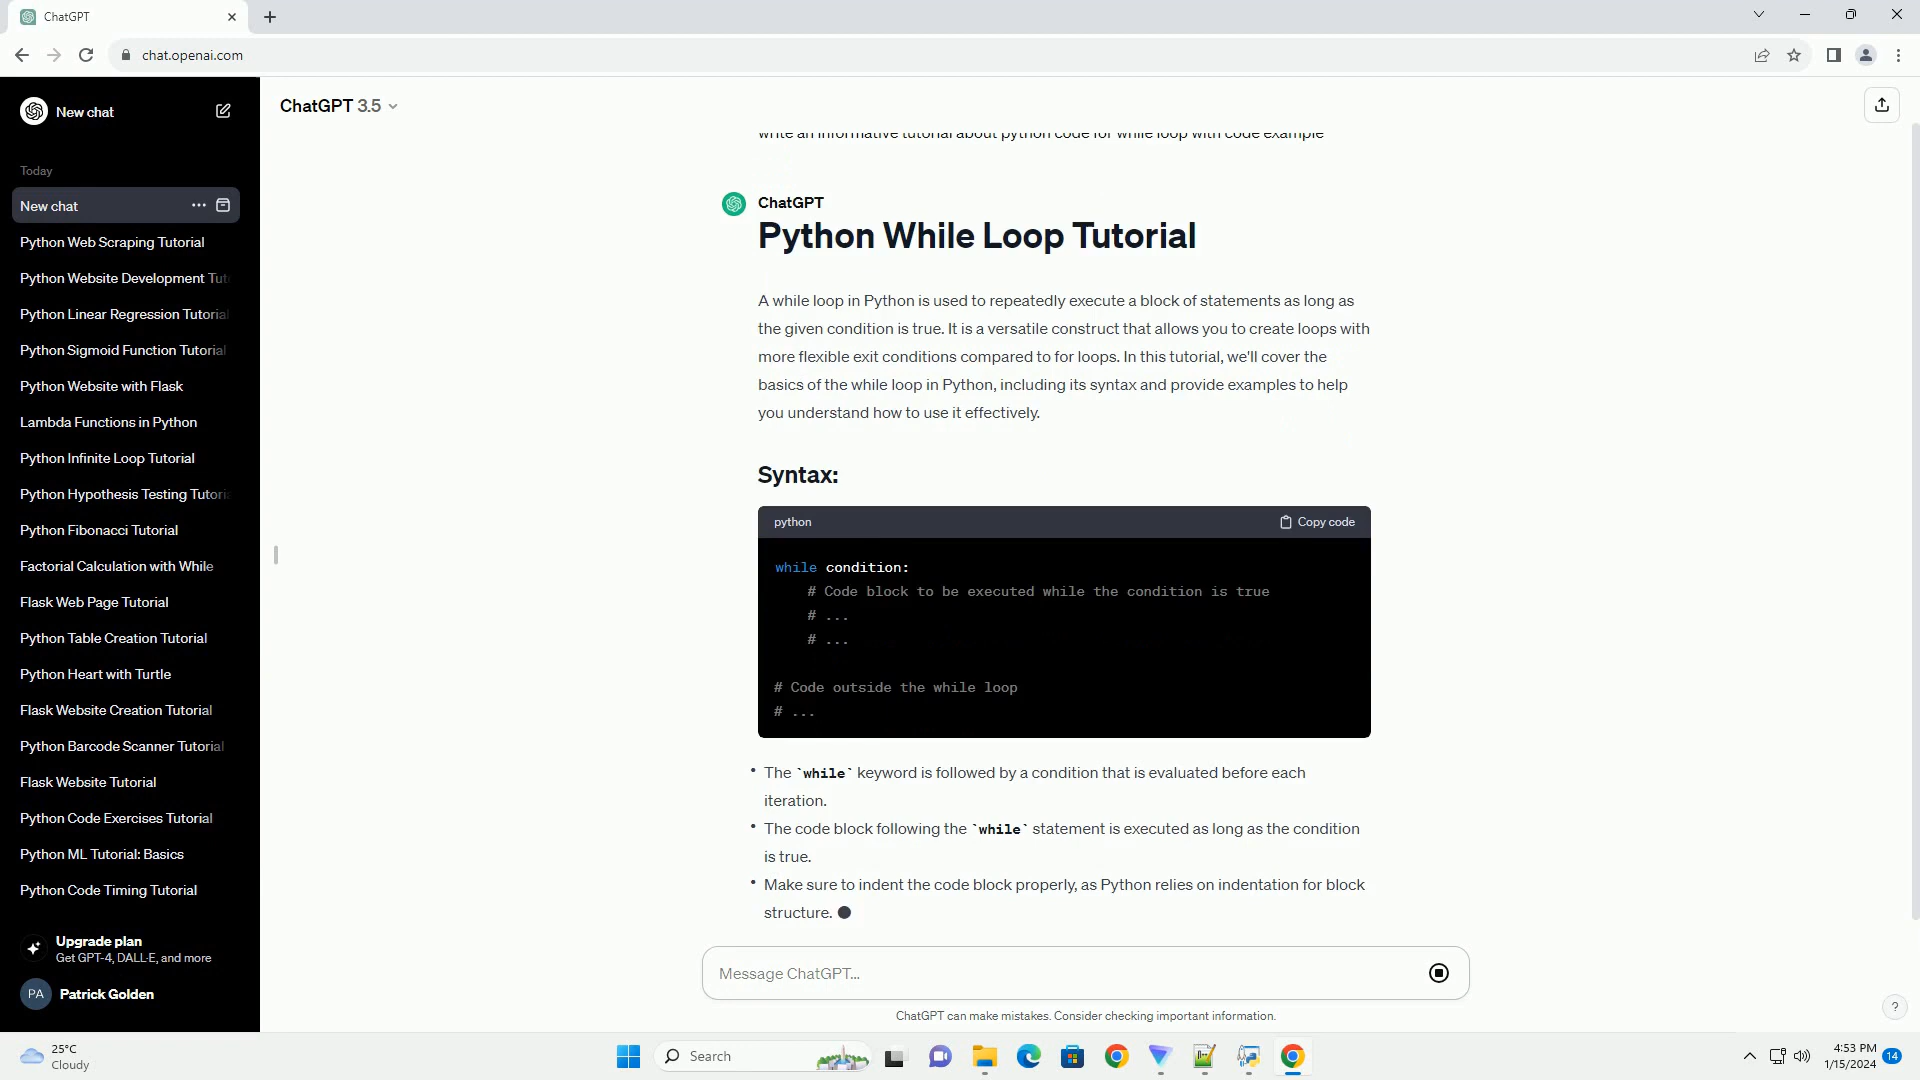 ChatGPT
chat.openai.com
New chat
Today
New chat
Python Web Scraping Tutorial
Python Website Development Tut
Python Linear Regression Tutorial
Python Sigmoid Function Tutorial
Python Website with Flask
Lambda Functions in Python
Python Infinite Loop Tutorial
Python Hypothesis Testing Tutori
Python Fibonacci Tutorial
Factorial Calculation with While
Flask Web Page Tutorial
Python Table Creation Tutorial
Python Heart with Turtle
Flask Website Creation Tutorial
Python Barcode Scanner Tutorial
Flask Website Tutorial
Python Code Exercises Tutorial
Python ML Tutorial: Basics
Python Code Timing Tutorial
Upgrade plan
Get GPT-4, DALL·E, and more
PA Patrick Golden
ChatGPT 3.5
write an informative tutorial about python code for while loop with code example
ChatGPT
Python While Loop Tutorial
A while loop in Python is used to repeatedly execute a block of statements as long as
the given condition is true. It is a versatile construct that allows you to create loops with
more flexible exit conditions compared to for loops. In this tutorial, we'll cover the
basics of the while loop in Python, including its syntax and provide examples to help
you understand how to use it effectively.
Syntax:
python Copy code
while condition:
    # Code block to be executed while the condition is true
    # ...
    # ...
# Code outside the while loop
# ...
• The `while` keyword is followed by a condition that is evaluated before each
iteration.
• The code block following the `while` statement is executed as long as the condition
is true.
• Make sure to indent the code block properly, as Python relies on indentation for block
structure.
Message ChatGPT...
ChatGPT can make mistakes. Consider checking important information.
?
25°C
Cloudy
Search
4:53 PM
1/15/2024
14